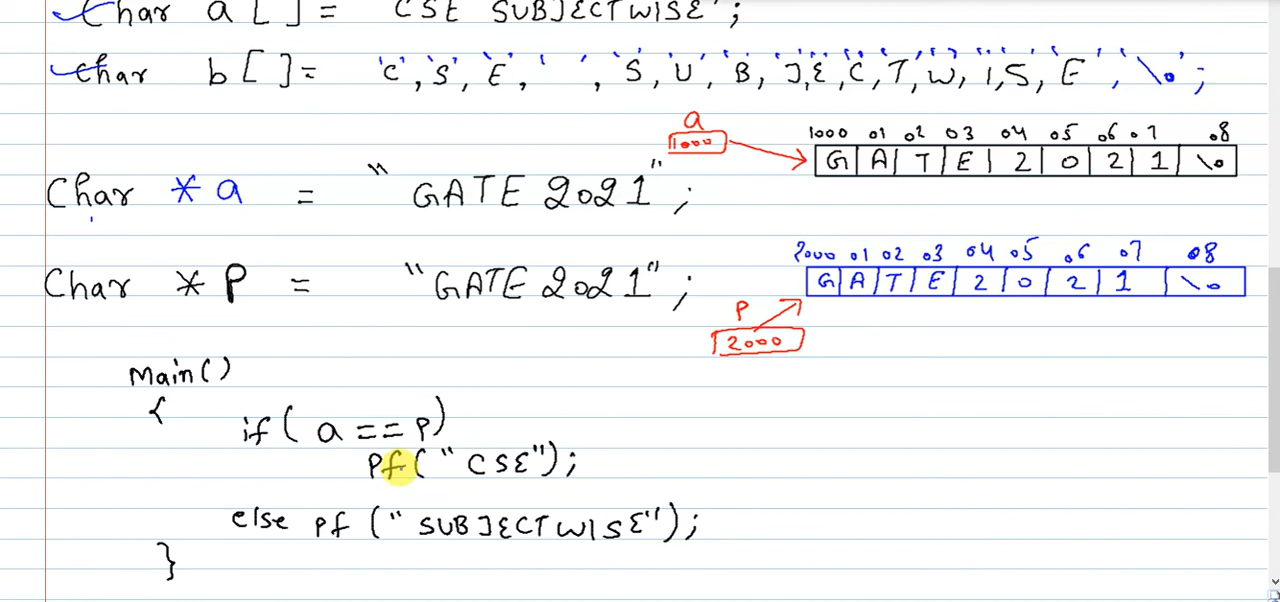 Char a[] = "CSE SUBJECTWISE";
Char b[] = 'C','S','E',' ','S','U','B','J','E','C','T','W','I','S','E','\0';
a
1000
1000 01 02 03 04 05 06 07 08
G A T E 2 0 2 1 \0
Char *a = "GATE 2021";
2000 01 02 03 04 05 06 07 08
G A T E 2 0 2 1 \0
Char *P = "GATE 2021";
P
2000
Main()
{ if( a == P)
Pf(" CSE");
else Pf (" SUBJECTWISE");
}